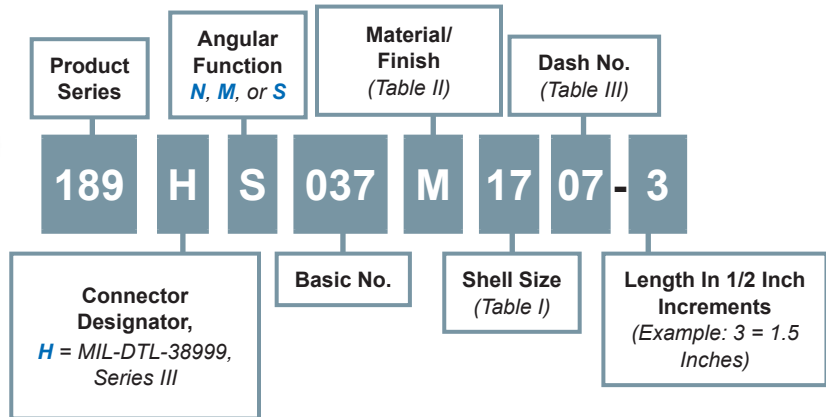 Product
Series
Angular
Function
N, M, or S
Material/
Finish
(Table II)
Dash No.
(Table III)
189 H S 037 M 17 07 - 3
Connector
Designator,
H = MIL-DTL-38999,
Series III
Basic No.
Shell Size
(Table I)
Length In 1/2 Inch
Increments
(Example: 3 = 1.5
Inches)